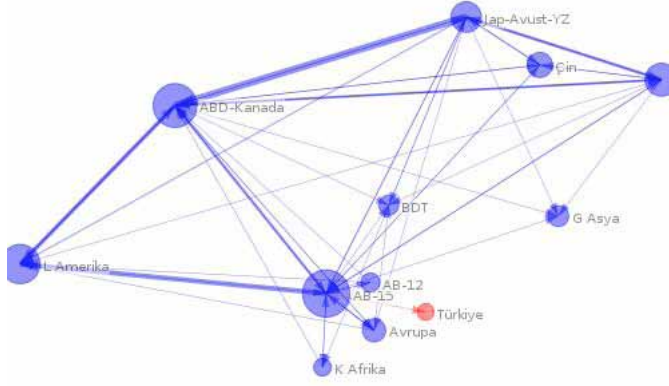 Jap-Avust-YZ
Çin
ABD-Kanada
BDT
G Asya
L Amerika
AB-12
AB-15
Türkiye
Avrupa
K Afrika